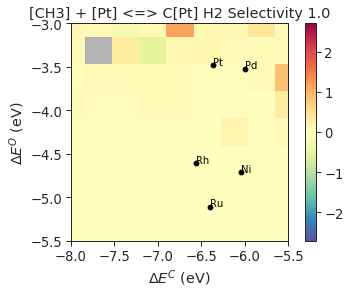 [CH3] + [Pt] <=> C[Pt] H2 Selectivity 1.0
−3.0
−3.5
−4.0
−4.5
−5.0
−5.5
ΔE^O (eV)
Pt
Pd
Rh
Ni
Ru
−8.0 −7.5 −7.0 −6.5 −6.0 −5.5
ΔE^C (eV)
2
1
0
−1
−2